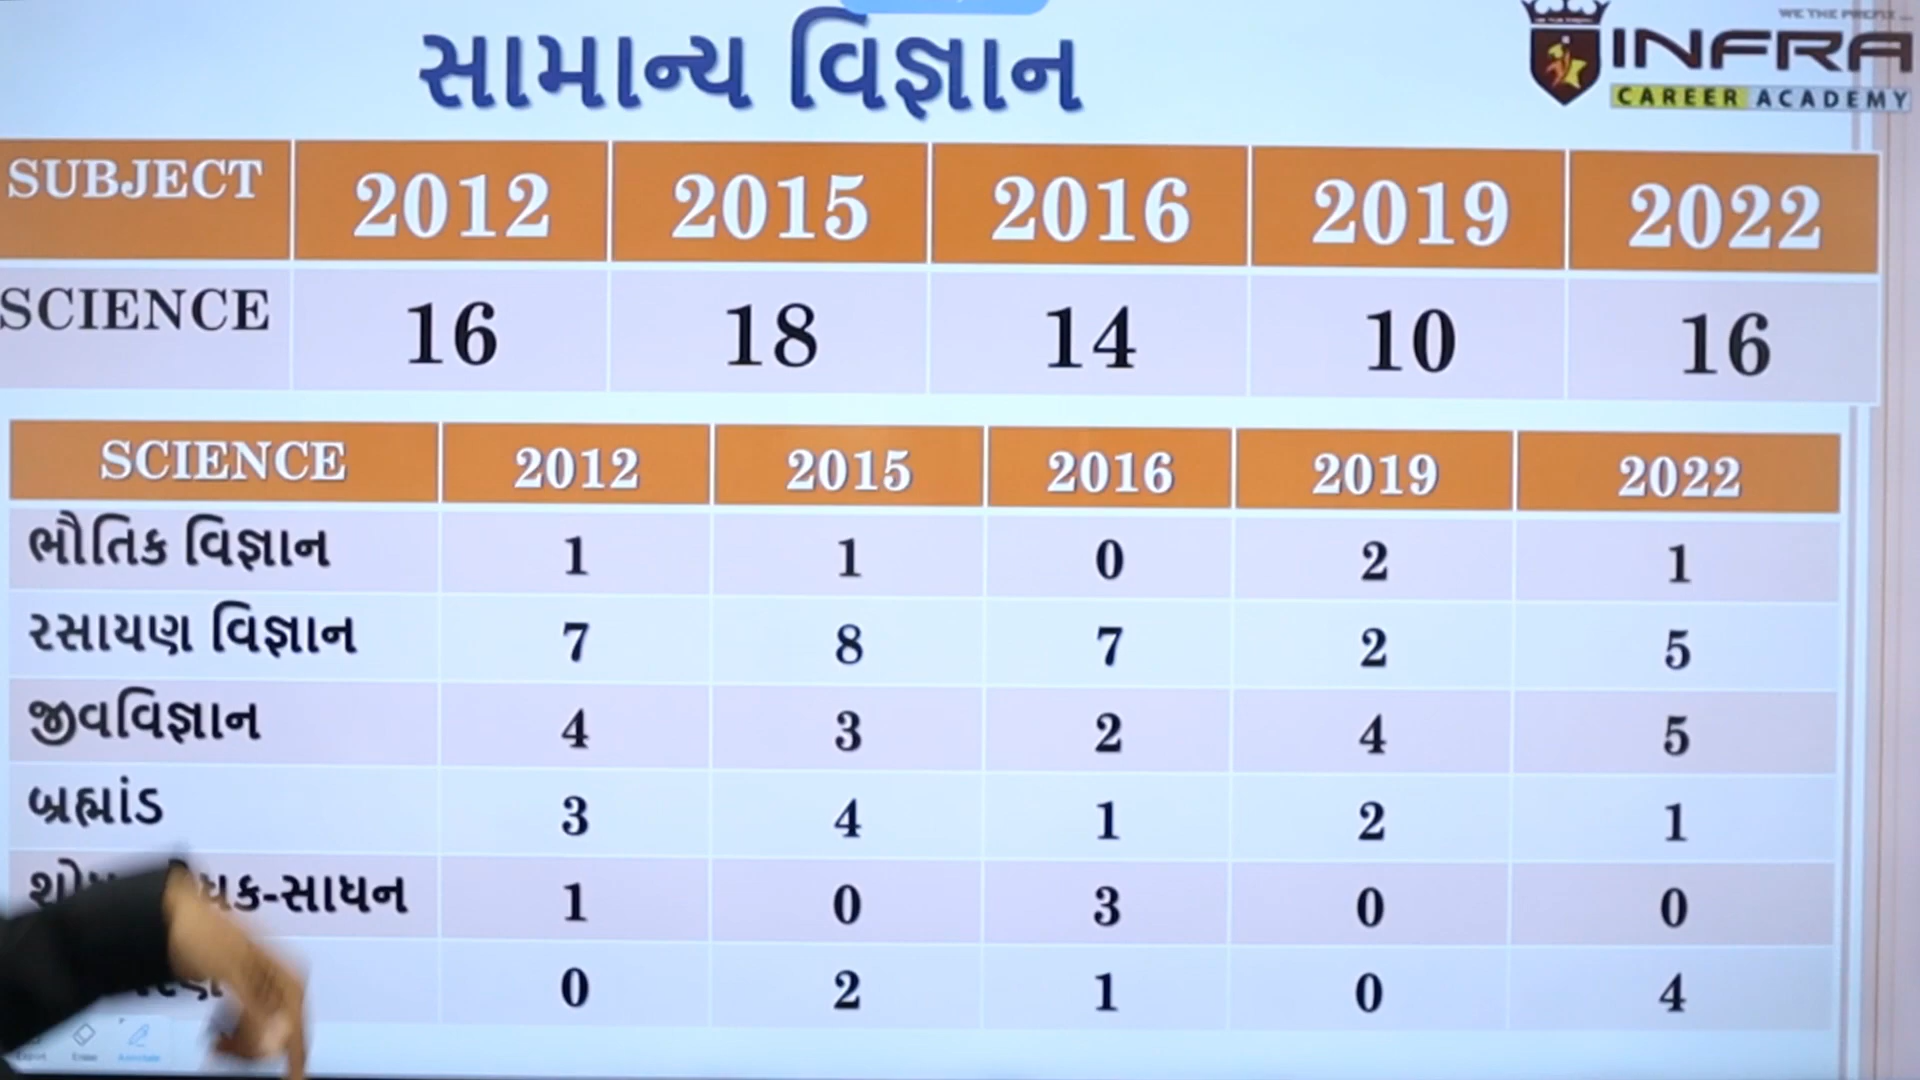 સામાન્ય વિજ્ઞાન
INFRA
CAREER ACADEMY
SUBJECT 2012 2015 2016 2019 2022
SCIENCE 16 18 14 10 16
SCIENCE 2012 2015 2016 2019 2022
ભૌતિક વિજ્ઞાન 1 1 0 2 1
રસાયણ વિજ્ઞાન 7 8 7 2 5
જીવવિજ્ઞાન 4 3 2 4 5
બ્રહ્માંડ 3 4 1 2 1
1 0 3 0 0
0 2 1 0 4
Annotate